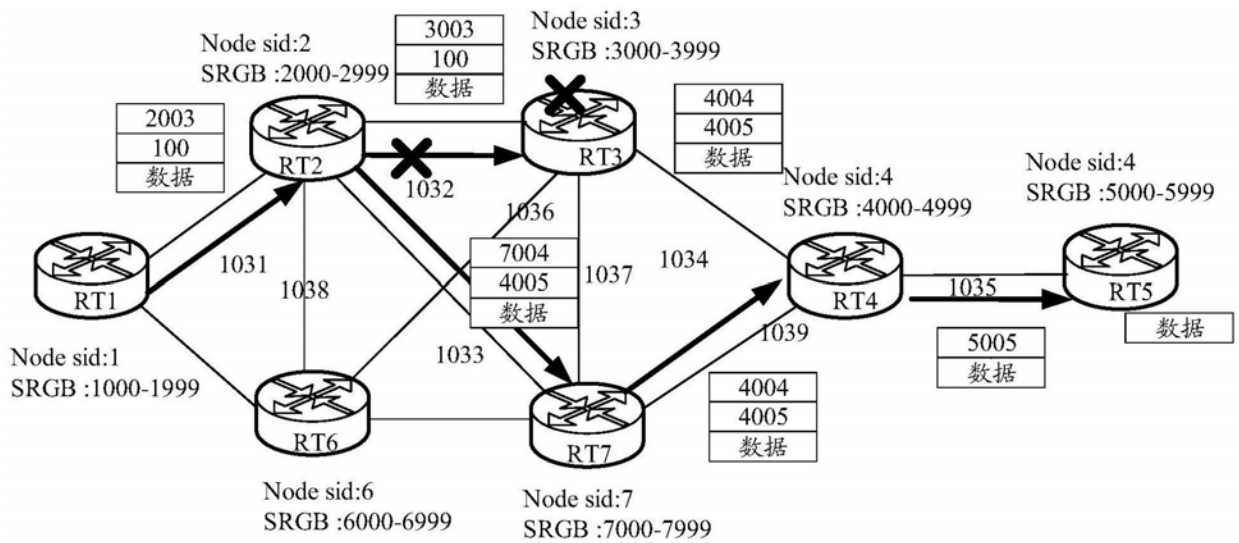 Node sid:2
SRGB :2000-2999
3003
100
数据
Node sid:3
SRGB :3000-3999
2003
100
数据
RT2
1032
RT3
4004
4005
数据
Node sid:4
SRGB :4000-4999
Node sid:4
SRGB :5000-5999
1031
1038
1036
7004
4005
数据
1037
1034
RT1
RT4
1035
RT5
数据
Node sid:1
SRGB :1000-1999
1033
1039
5005
数据
RT6
RT7
4004
4005
数据
Node sid:6
SRGB :6000-6999
Node sid:7
SRGB :7000-7999